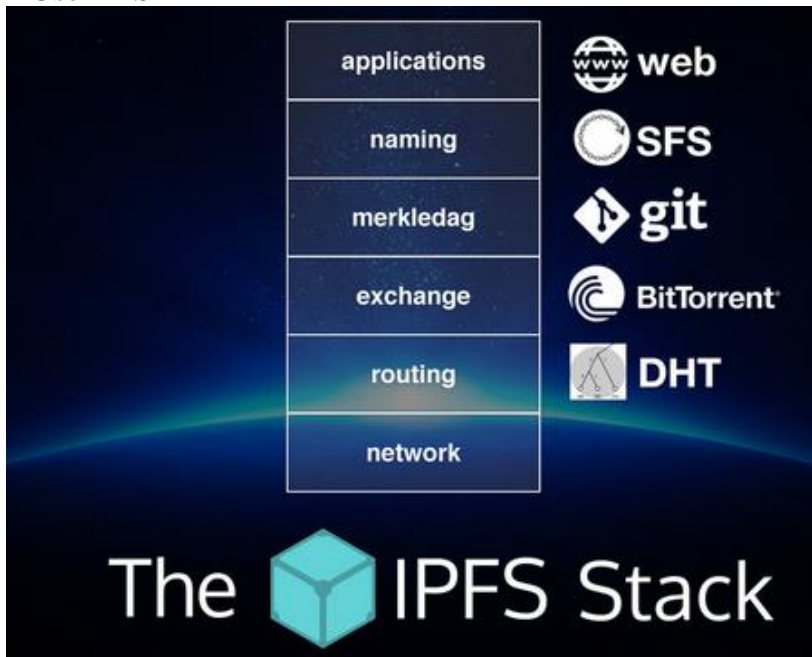 applications
web
naming
SFS
merkledag
git
exchange
BitTorrent
routing
DHT
network
The IPFS Stack